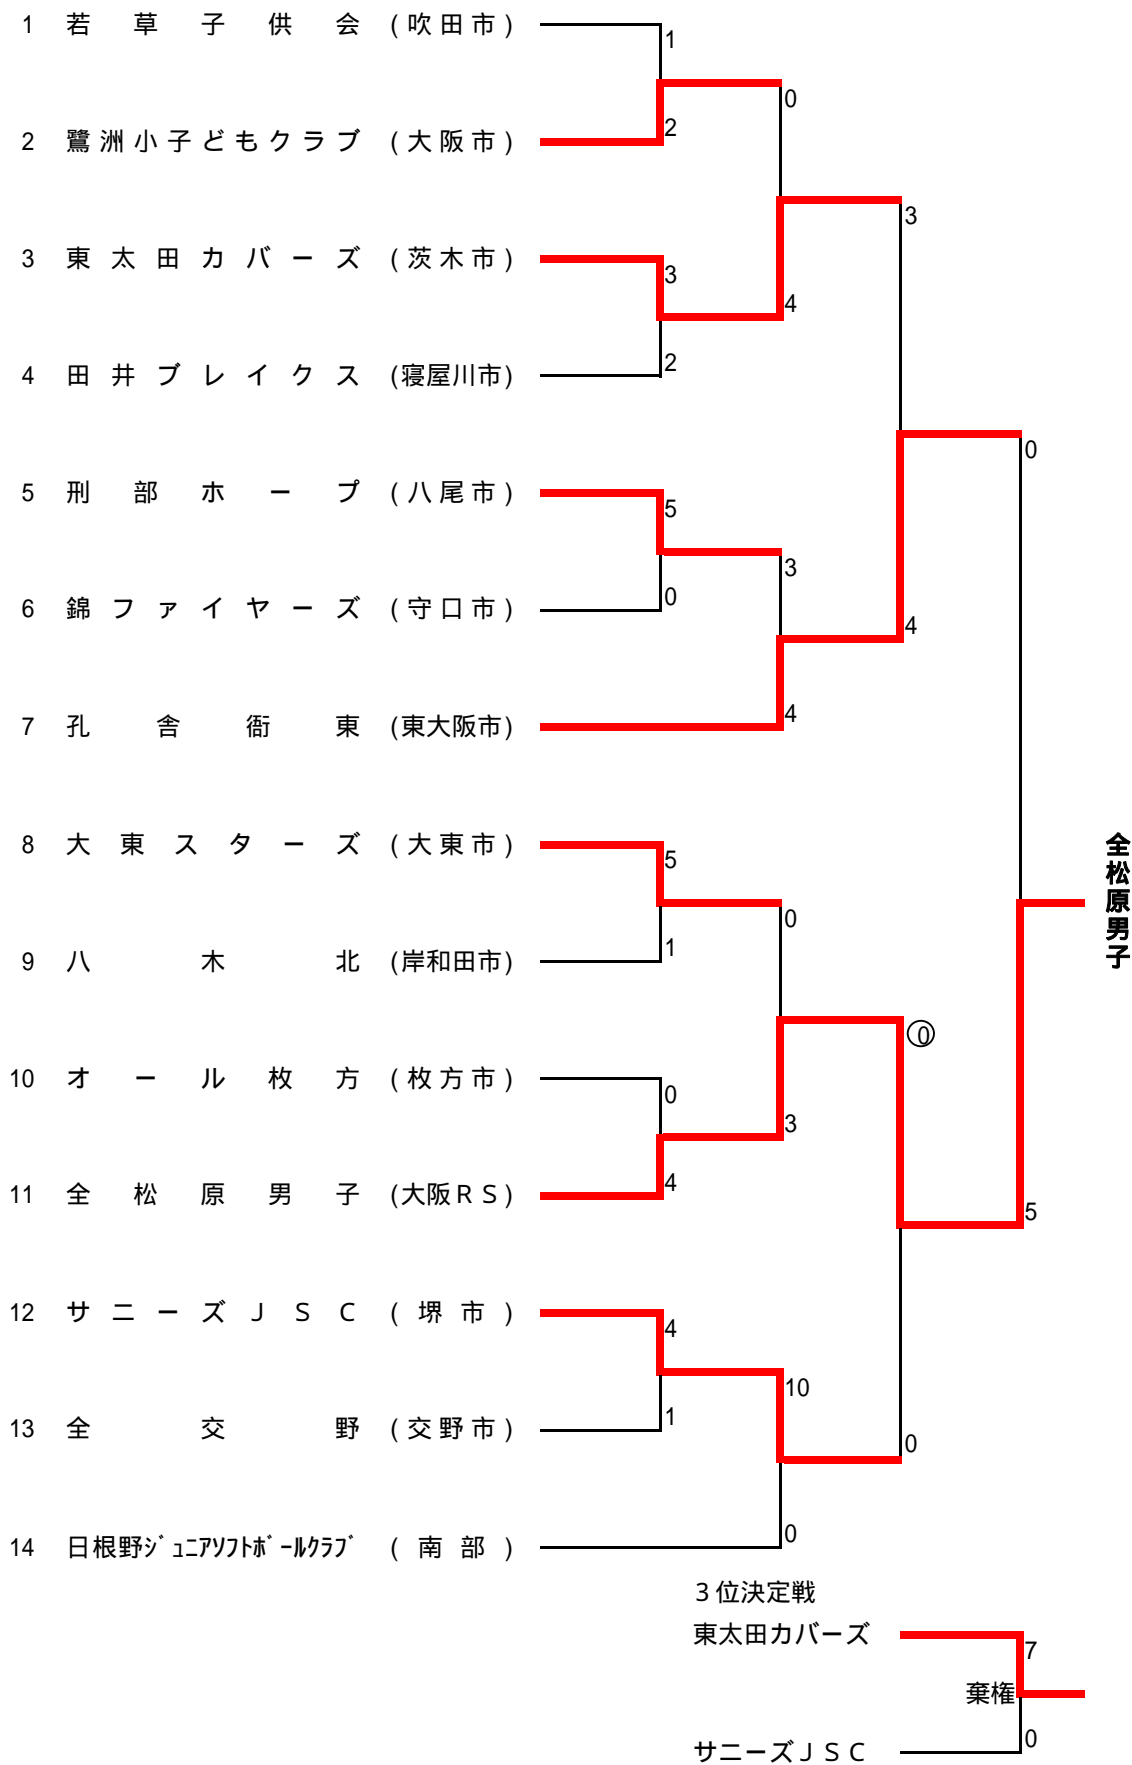 1 若草子供会 (吹田市)
1
0
2 鷺洲小子どもクラブ (大阪市)
2
3
3 東太田カバーズ (茨木市)
3
4
4 田井ブレイクス (寝屋川市)
2
0
5 刑部ホープ (八尾市)
5
3
6 錦ファイヤーズ (守口市)
0
4
7 孔舎衙東 (東大阪市)
4
8 大東スターズ (大東市)
5
0
全松原男子
9 八木北 (岸和田市)
1
0
10 オール枚方 (枚方市)
0
3
11 全松原男子 (大阪RS)
4
5
12 サニーズJSC (堺市)
4
10
13 全交野 (交野市)
1
0
14 日根野ジュニアソフトボールクラブ (南部)
0
3位決定戦
東太田カバーズ
7
棄権
サニーズJSC
0